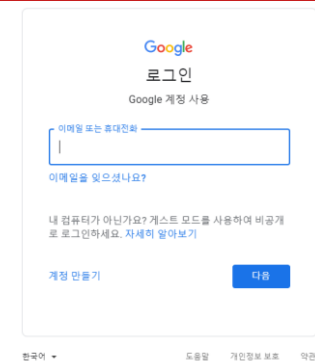 Google
로그인
Google 계정 사용
이메일 또는 휴대전화
이메일을 잊으셨나요?
내 컴퓨터가 아닌가요? 게스트 모드를 사용하여 비공개
로 로그인하세요. 자세히 알아보기
계정 만들기 다음
한국어 도움말 개인정보 보호 약관